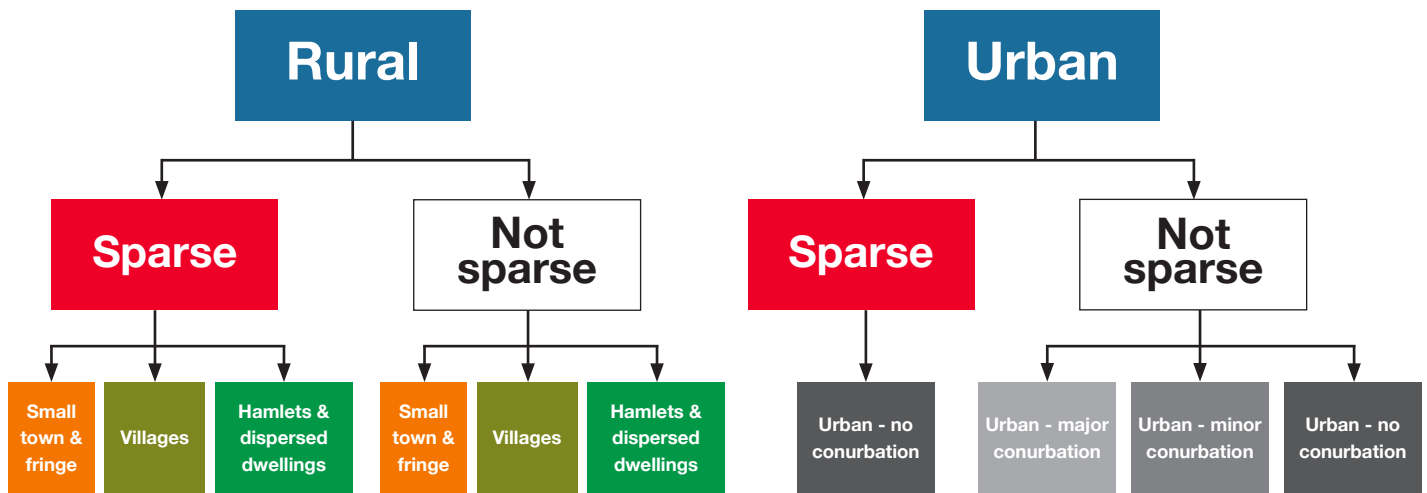 Rural
Urban
Sparse
Not
sparse
Sparse
Not
sparse
Small
town &
fringe
Villages
Hamlets &
dispersed
dwellings
Small
town &
fringe
Villages
Hamlets &
dispersed
dwellings
Urban - no
conurbation
Urban - major
conurbation
Urban - minor
conurbation
Urban - no
conurbation